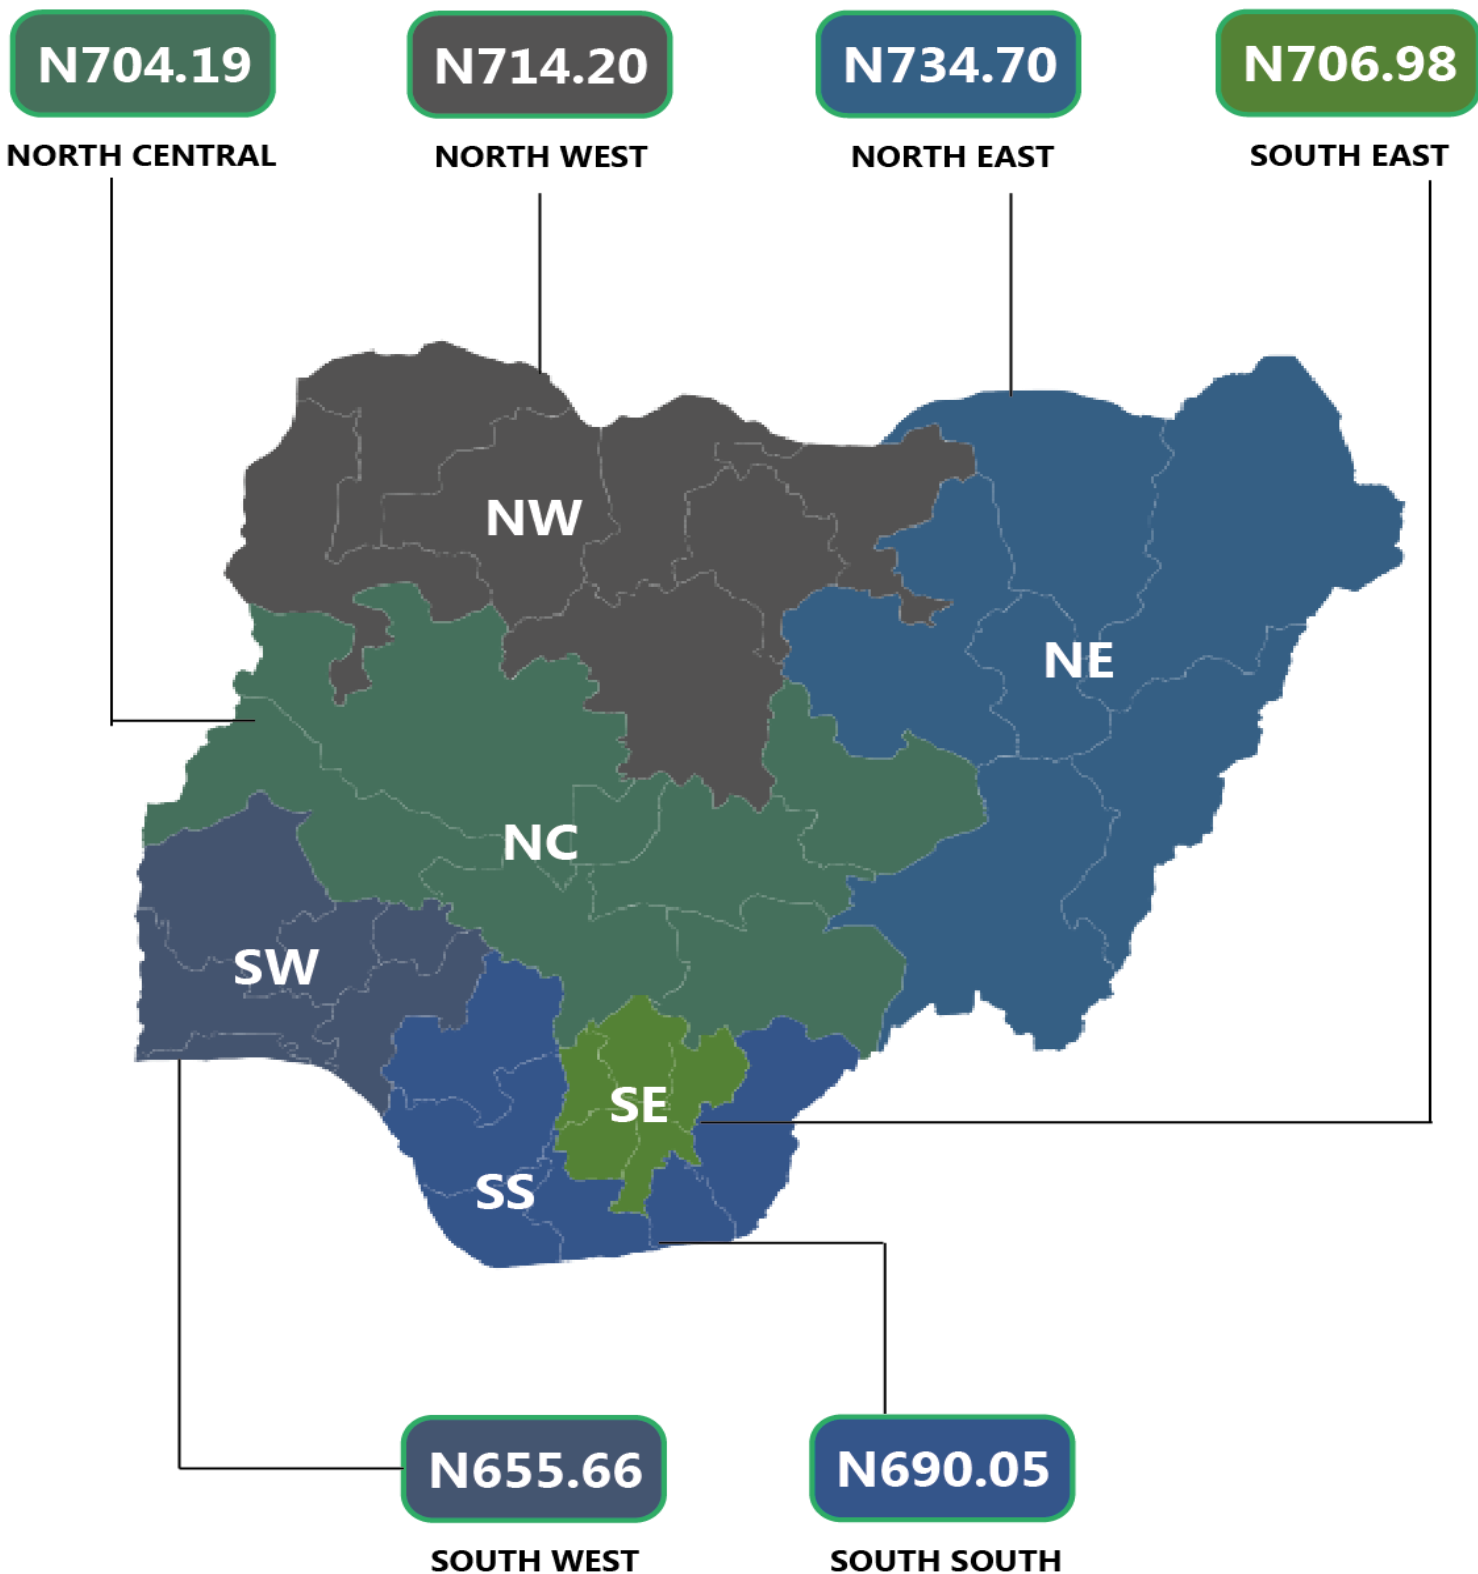 N704.19
N714.20
N734.70
N706.98
NORTH CENTRAL
NORTH WEST
NORTH EAST
SOUTH EAST
NW
NE
NC
SW
SE
SS
N655.66
N690.05
SOUTH WEST
SOUTH SOUTH